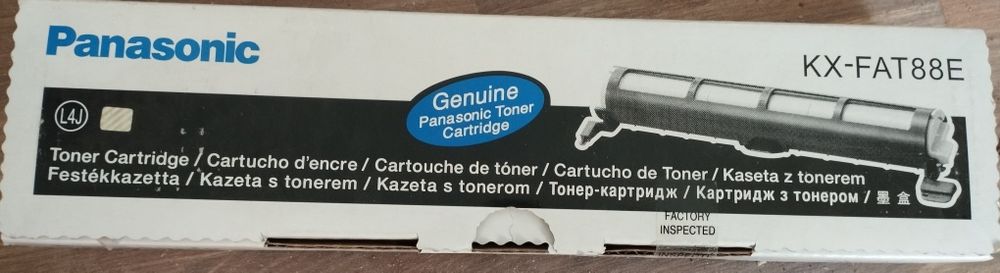 Panasonic
KX-FAT88E
L4J
Genuine
Panasonic Toner
Cartridge
Toner Cartridge / Cartucho d'encre / Cartouche de tóner / Cartucho de Toner / Kaseta z tonerem
Festékkazetta / Kazeta s tonerem / Kazeta s tonerom / Тонер-картридж / Картридж з тонером / 墨盒
FACTORY
INSPECTED